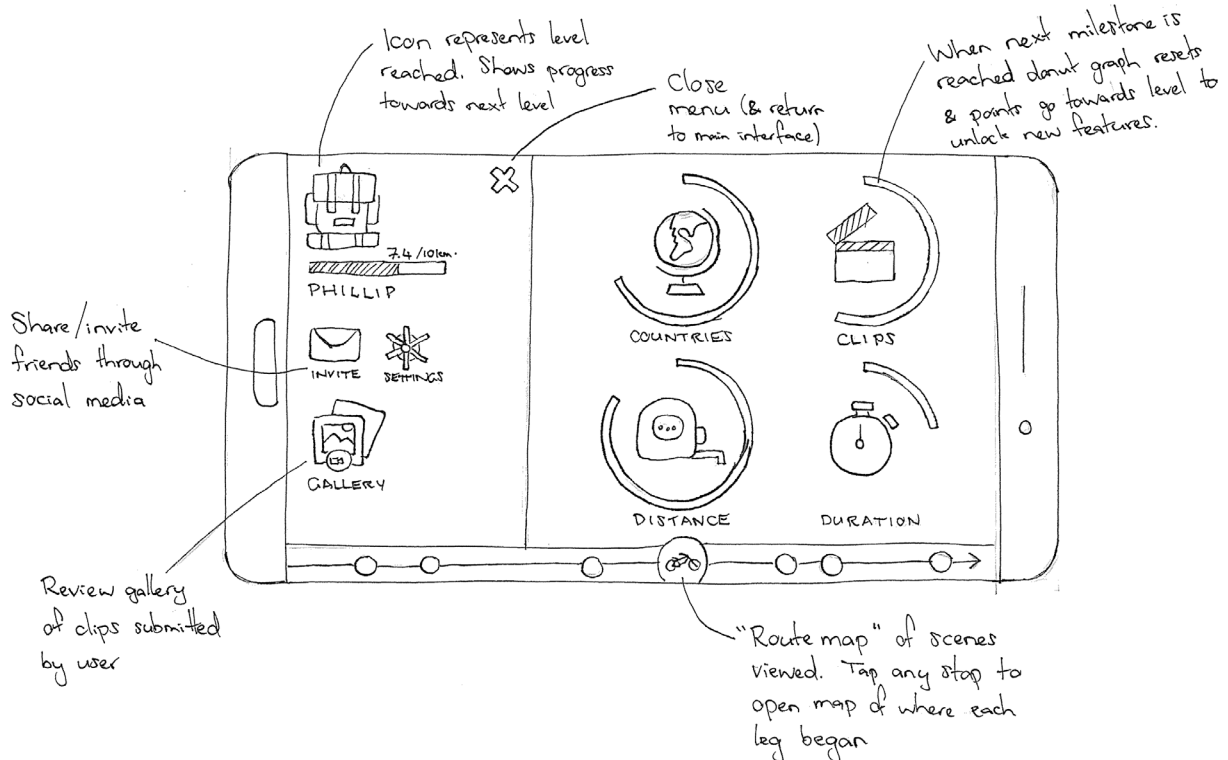 Icon represents level
reached. Shows progress
towards next level
Close
menu (& return
to main interface)
When next milestone is
reached donut graph resets
& points go towards level to
unlock new features.
7.4/10km.
PHILLIP
INVITE
SETTINGS
GALLERY
COUNTRIES
CLIPS
DISTANCE
DURATION
Share/invite
friends through
social media
Review gallery
of clips submitted
by user
"Route map" of scenes
viewed. Tap any stop to
open map of where each
leg began